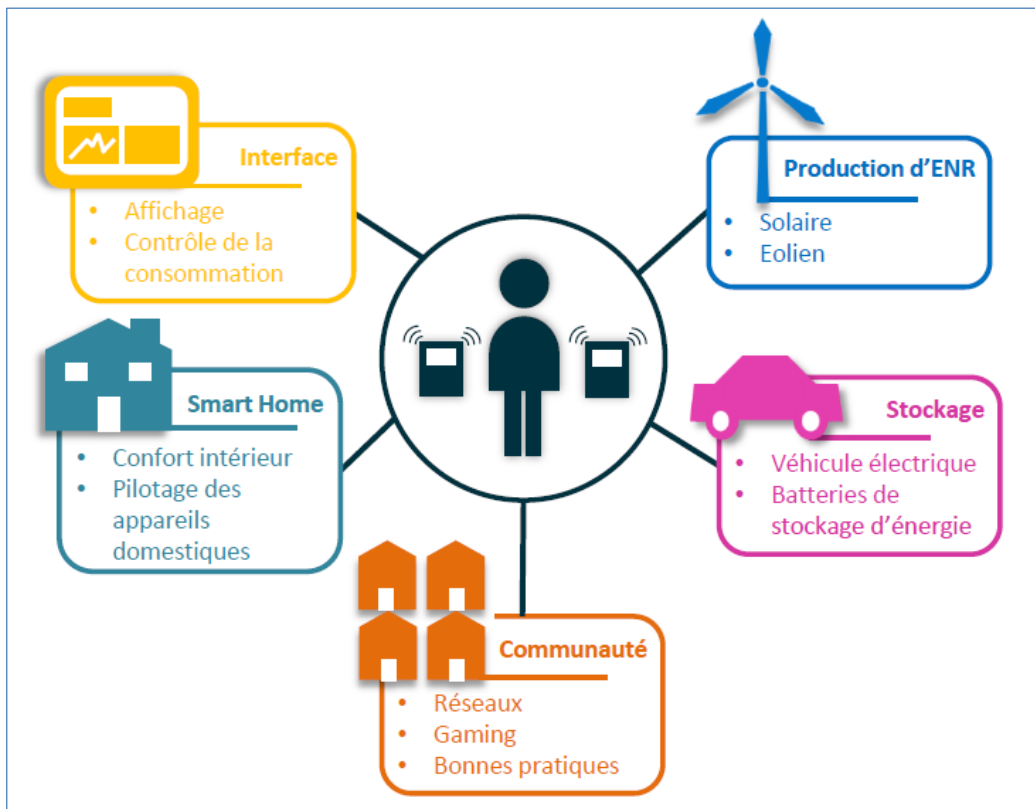 Interface
• Affichage
• Contrôle de la
consommation
Production d’ENR
• Solaire
• Eolien
Smart Home
• Confort intérieur
• Pilotage des
appareils
domestiques
Stockage
• Véhicule électrique
• Batteries de
stockage d’énergie
Communauté
• Réseaux
• Gaming
• Bonnes pratiques